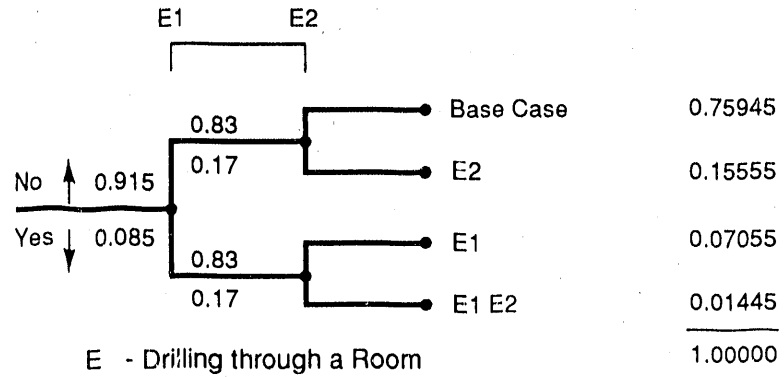 E1 E2
0.83 Base Case 0.75945
0.17 E2 0.15555
No 0.915
Yes 0.085
0.83 E1 0.07055
0.17 E1 E2 0.01445
E - Drilling through a Room 1.00000